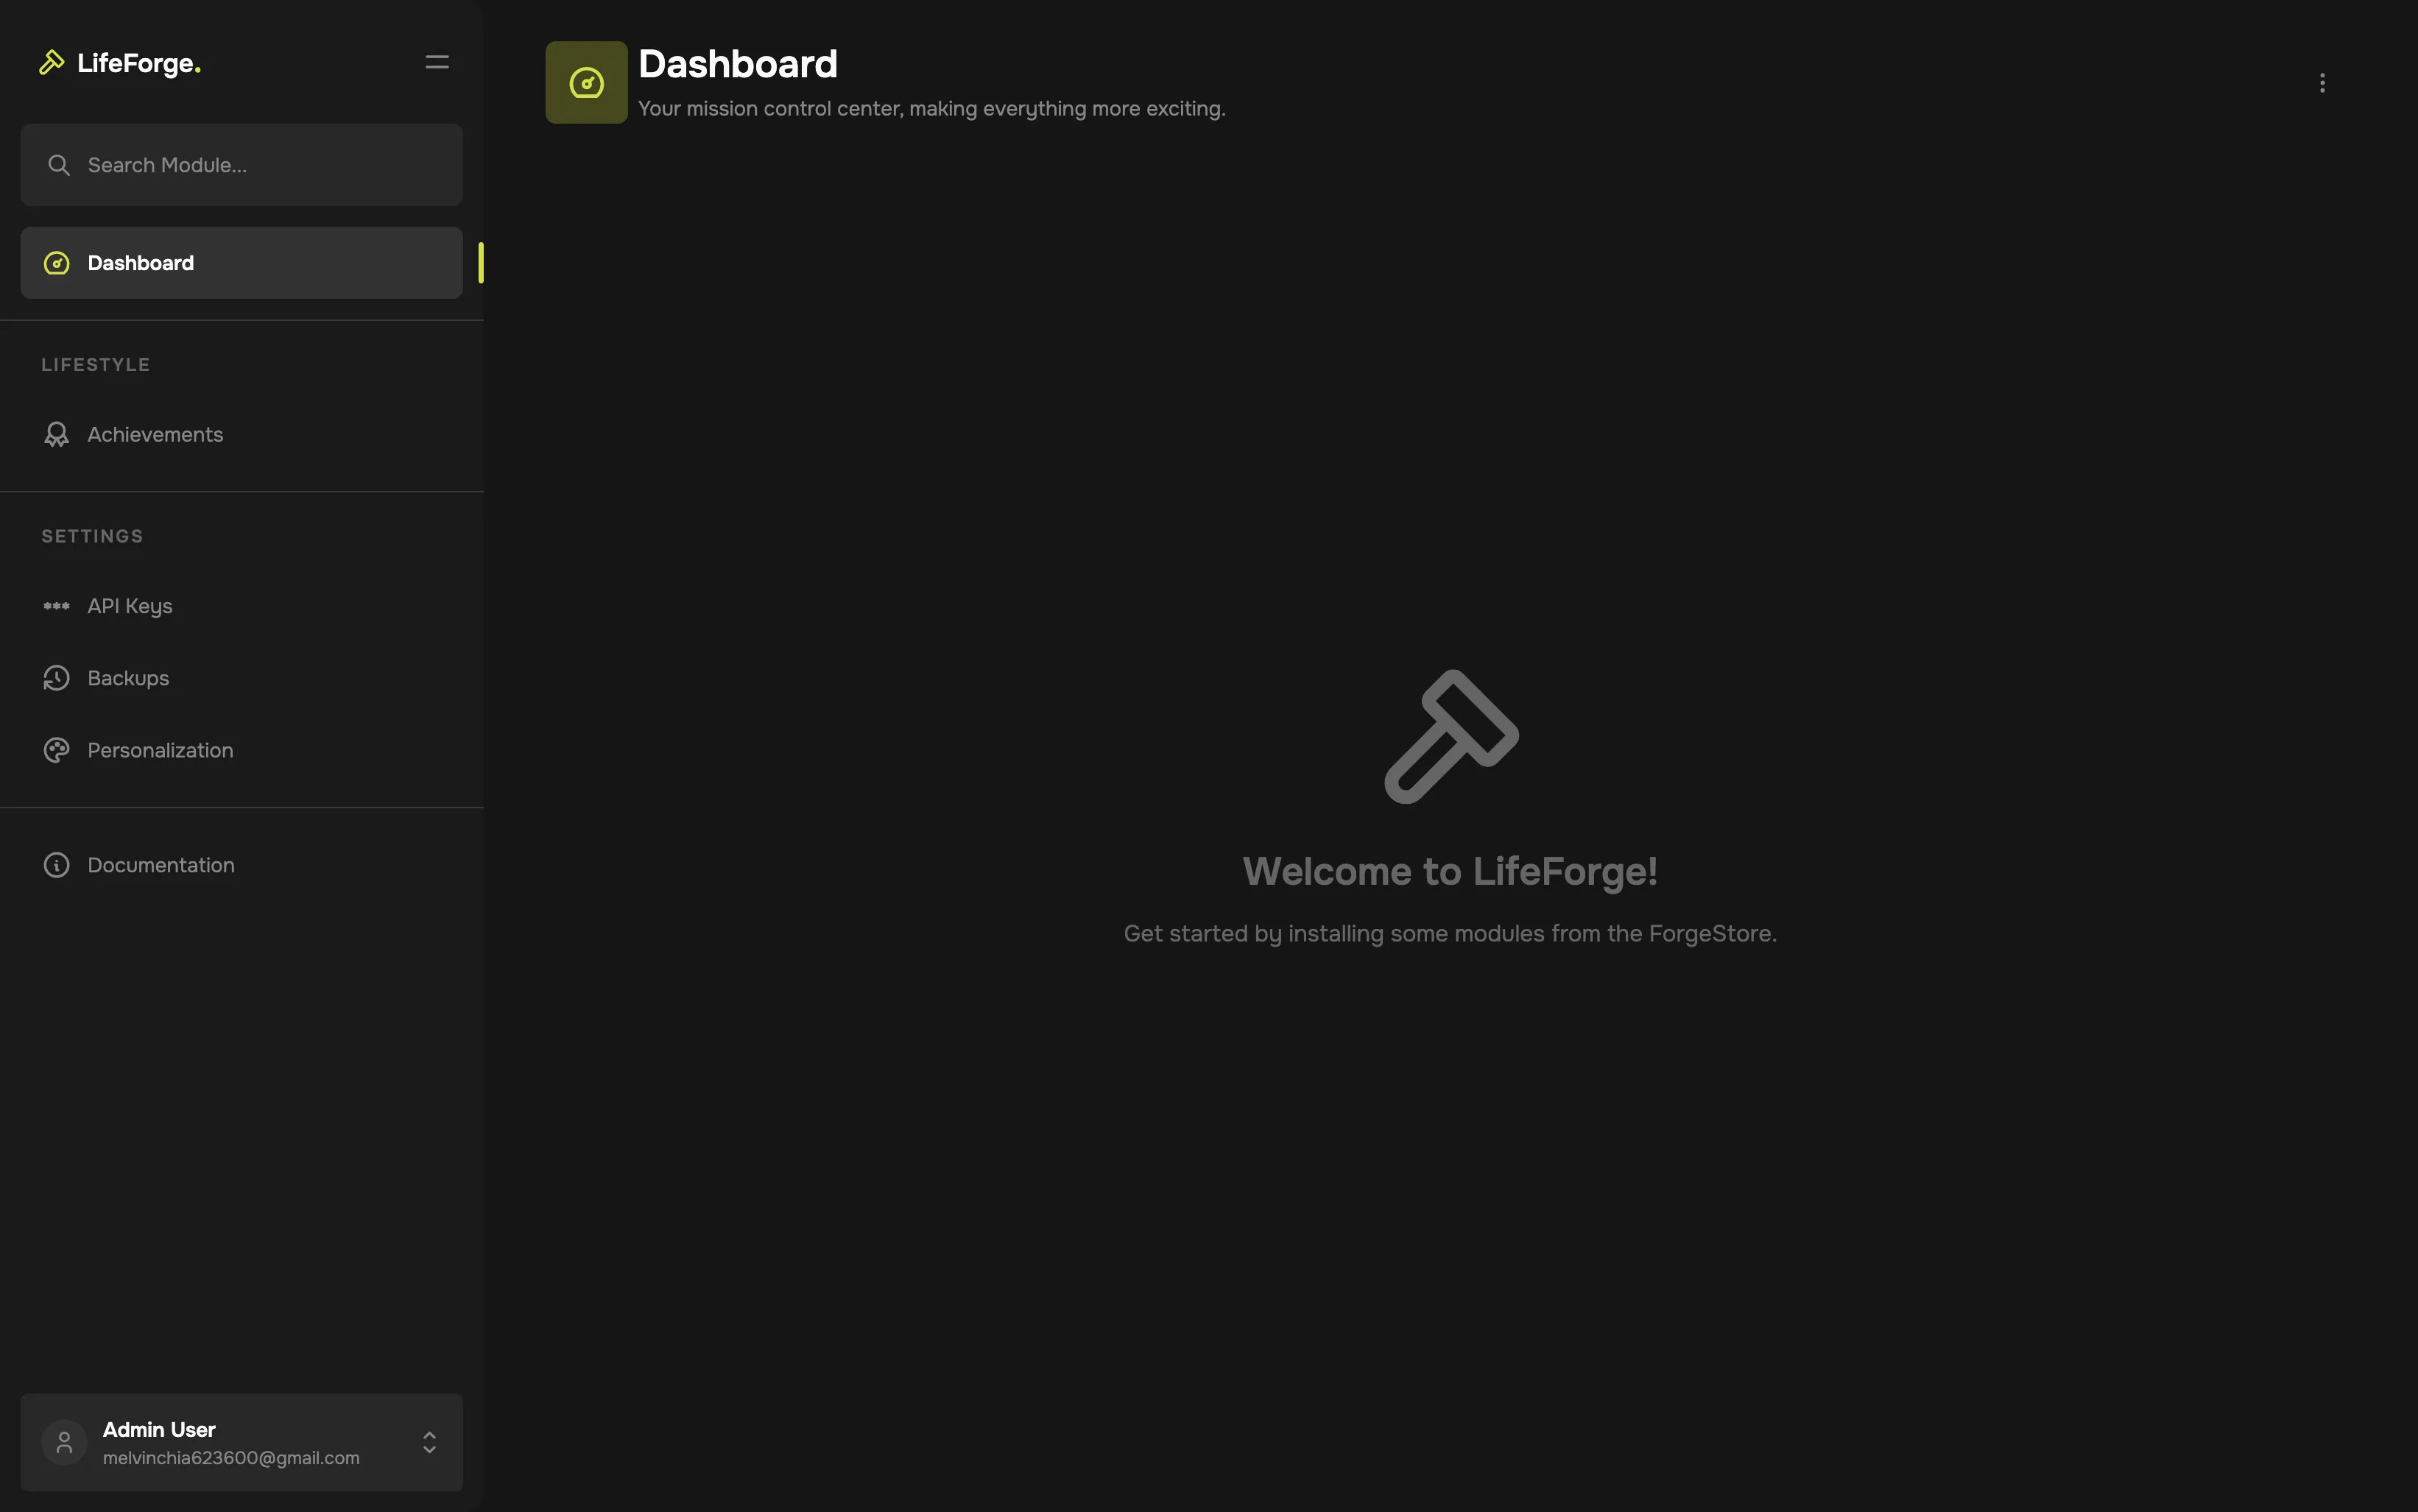 LifeForge.
Search Module...
Dashboard
LIFESTYLE
Achievements
SETTINGS
API Keys
Backups
Personalization
Documentation
Admin User
melvinchia623600@gmail.com
Dashboard
Your mission control center, making everything more exciting.
Welcome to LifeForge!
Get started by installing some modules from the ForgeStore.